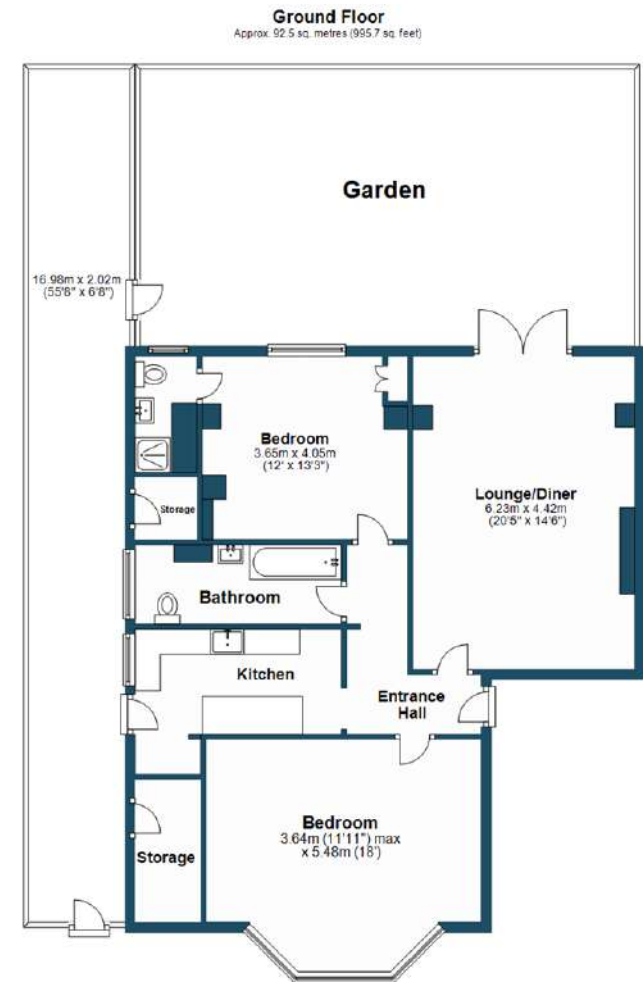 Ground Floor
Approx. 92.5 sq. metres (995.7 sq. feet)
Garden
16.98m x 2.02m
(55'8" x 6'8")
Bedroom
3.65m x 4.05m
(12' x 13'3")
Lounge/Diner
6.23m x 4.42m
(20'5" x 14'6")
Storage
Bathroom
Kitchen
Entrance
Hall
Bedroom
3.64m (11'11") max
x 5.48m (18')
Storage